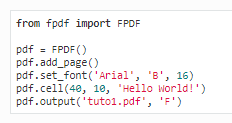 from fpdf import FPDF
pdf = FPDF()
pdf.add_page()
pdf.set_font('Arial', 'B', 16)
pdf.cell(40, 10, 'Hello World!')
pdf.output('tuto1.pdf', 'F')